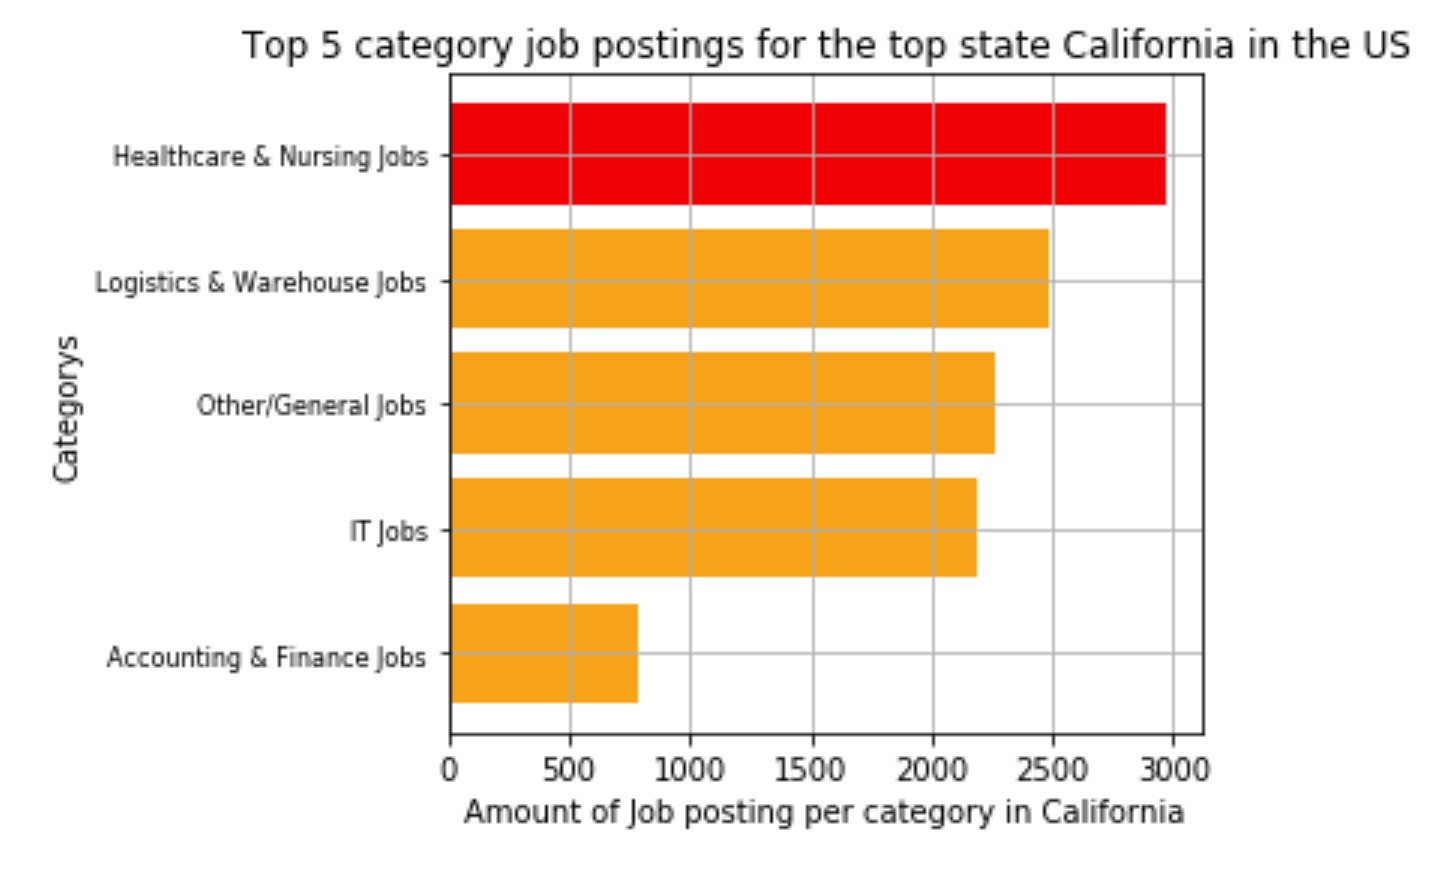 Top 5 category job postings for the top state California in the US
Healthcare & Nursing Jobs
Logistics & Warehouse Jobs
Other/General Jobs
IT Jobs
Accounting & Finance Jobs
Categorys
0 500 1000 1500 2000 2500 3000
Amount of Job posting per category in California